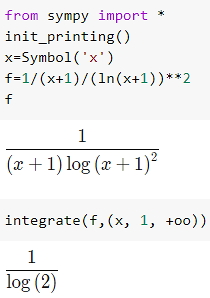 from sympy import *
init_printing()
x=Symbol('x')
f=1/(x+1)/(ln(x+1))**2
f
1
(x + 1) log (x + 1)²
integrate(f,(x, 1, +oo))
1
log (2)